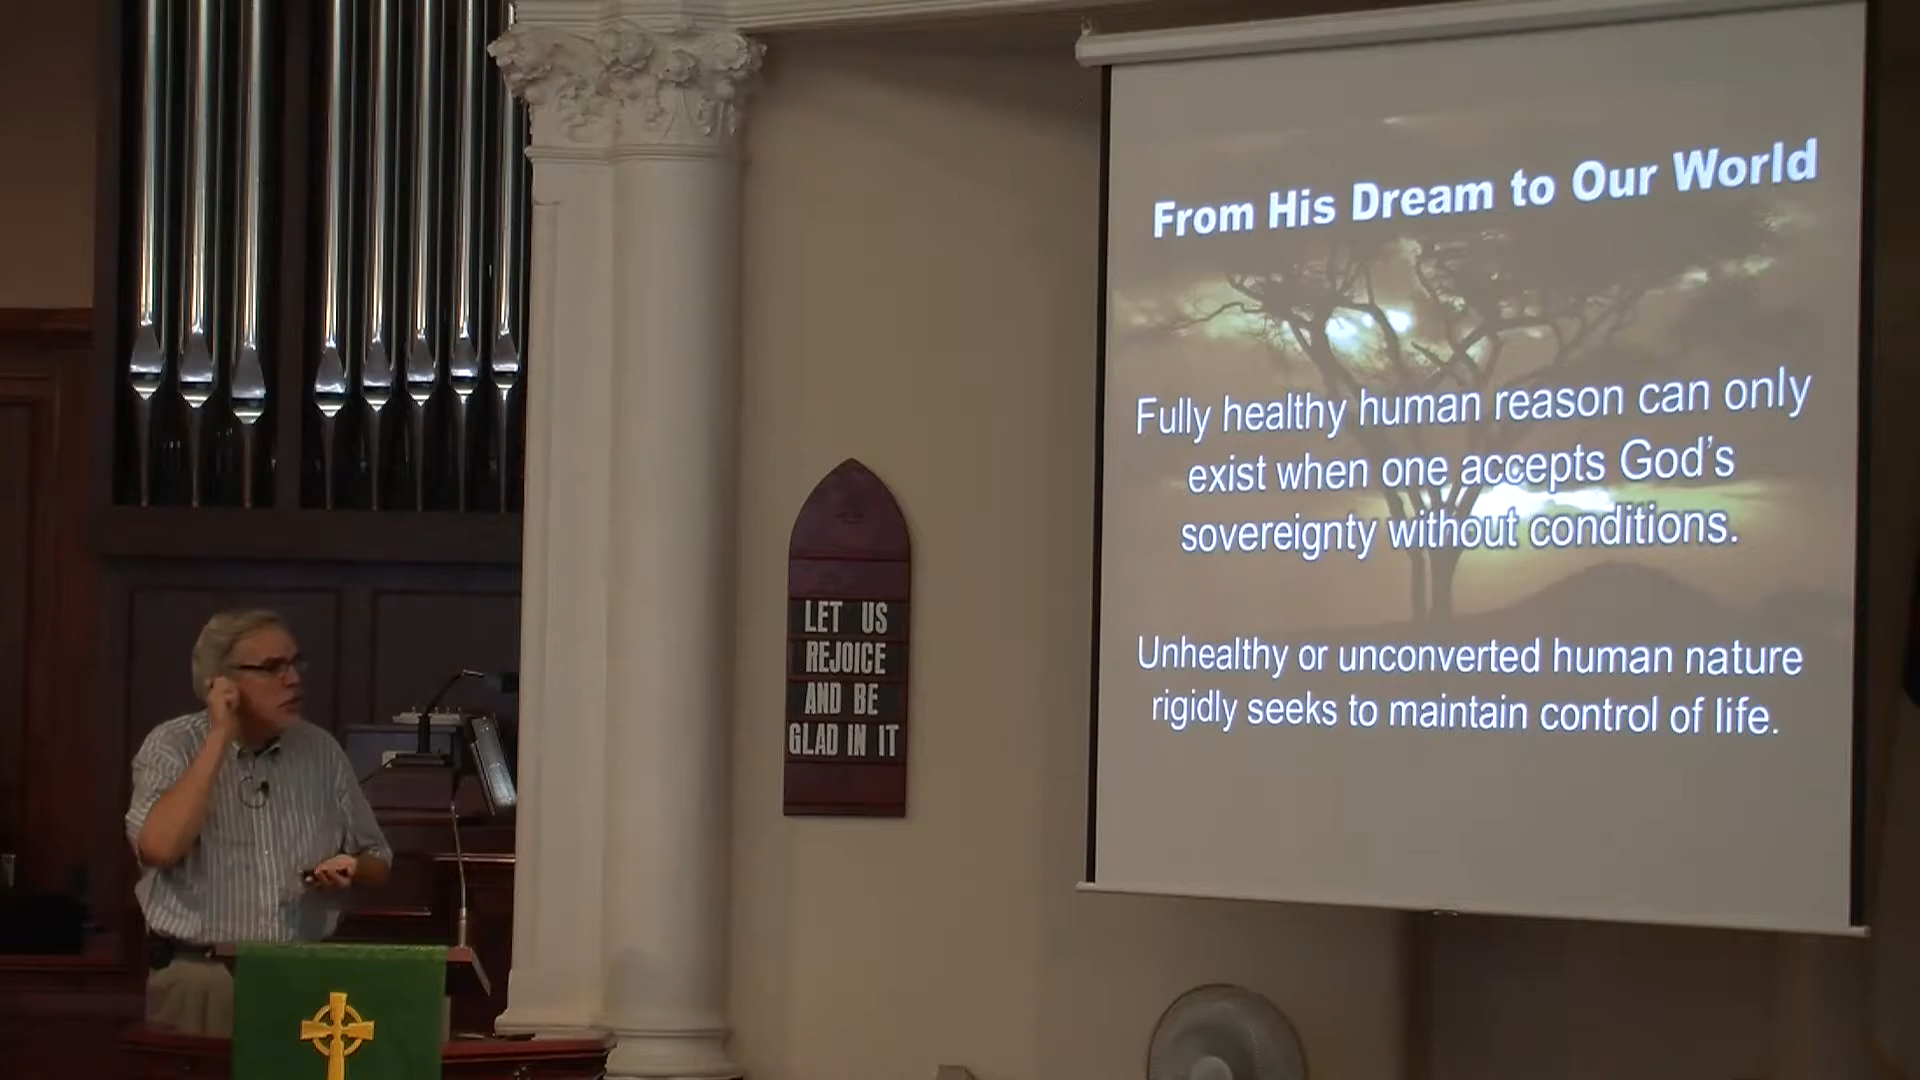 LET US
REJOICE
AND BE
GLAD IN IT
From His Dream to Our World
Fully healthy human reason can only
exist when one accepts God's
sovereignty without conditions.
Unhealthy or unconverted human nature
rigidly seeks to maintain control of life.